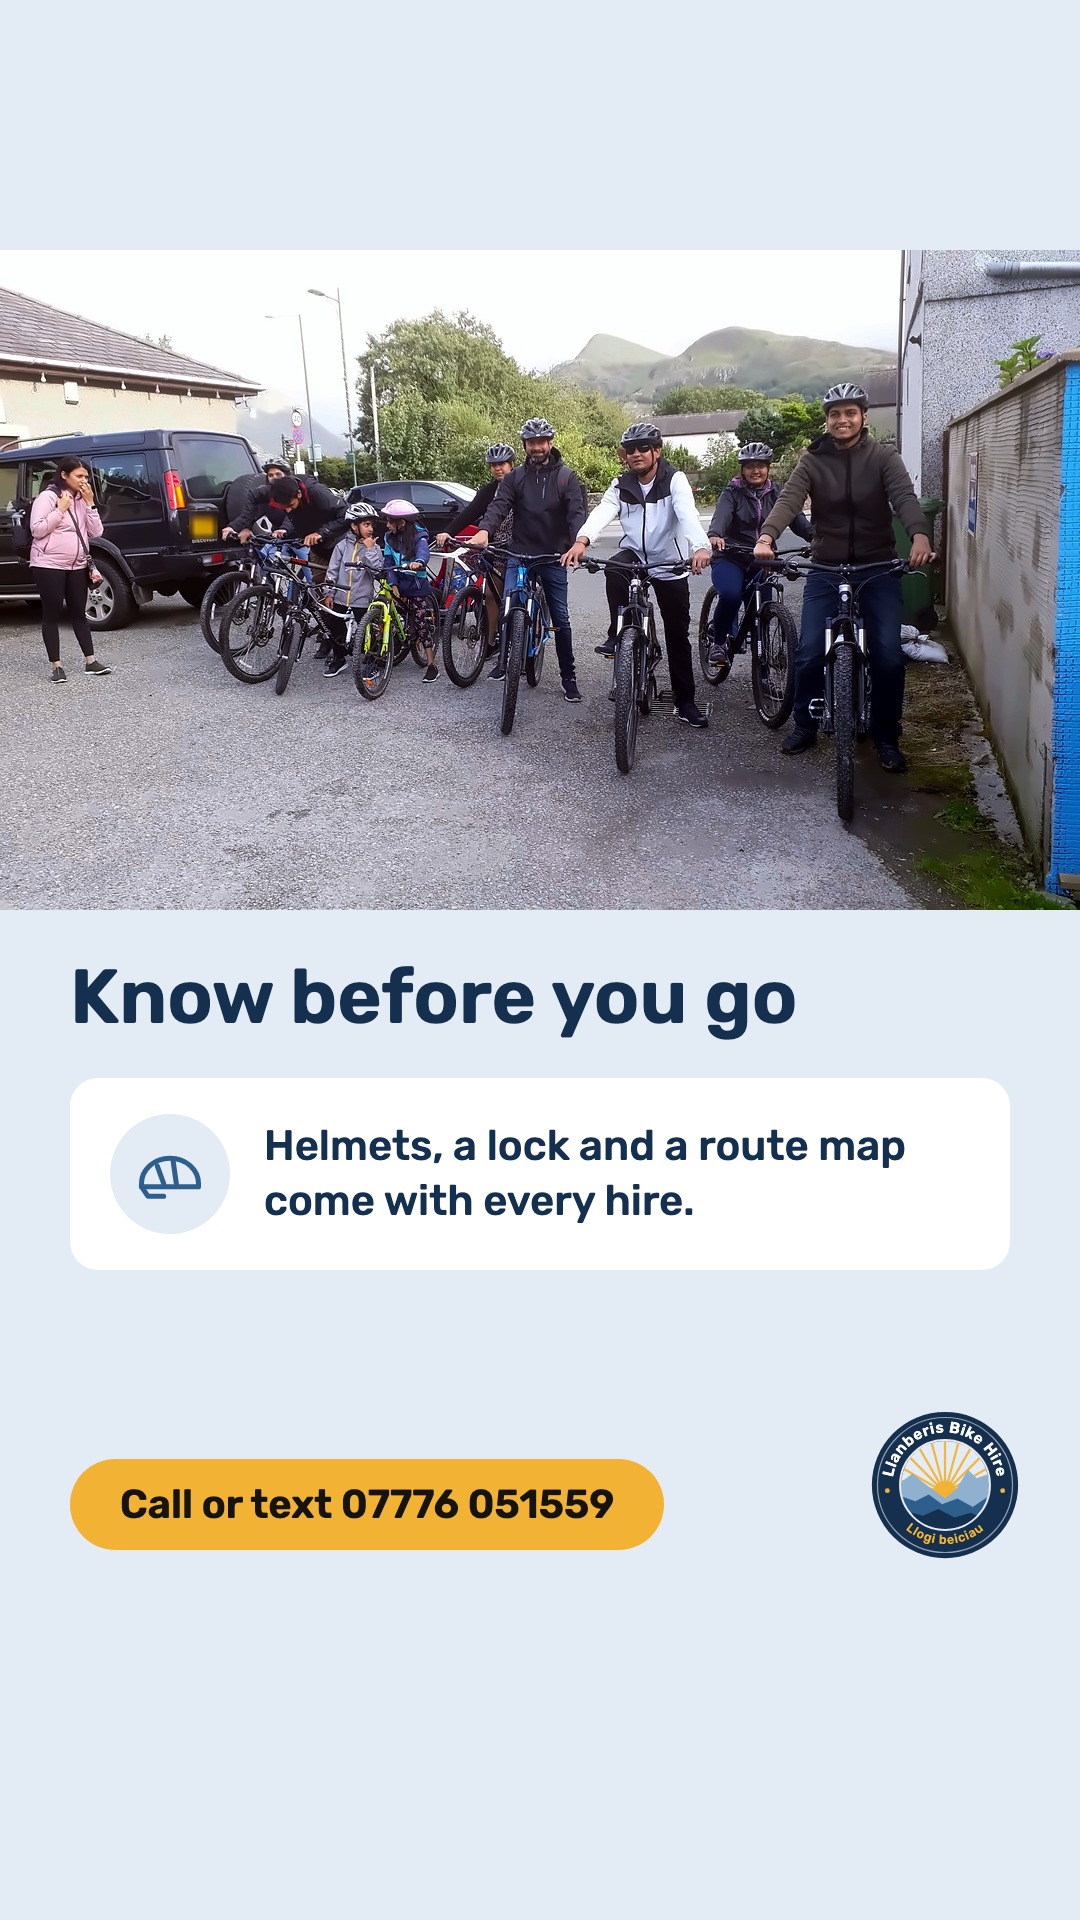 DISCOVERY
Know before you go
Helmets, a lock and a route map
come with every hire.
Call or text 07776 051559
Llanberis Bike Hire
Llogi beiciau